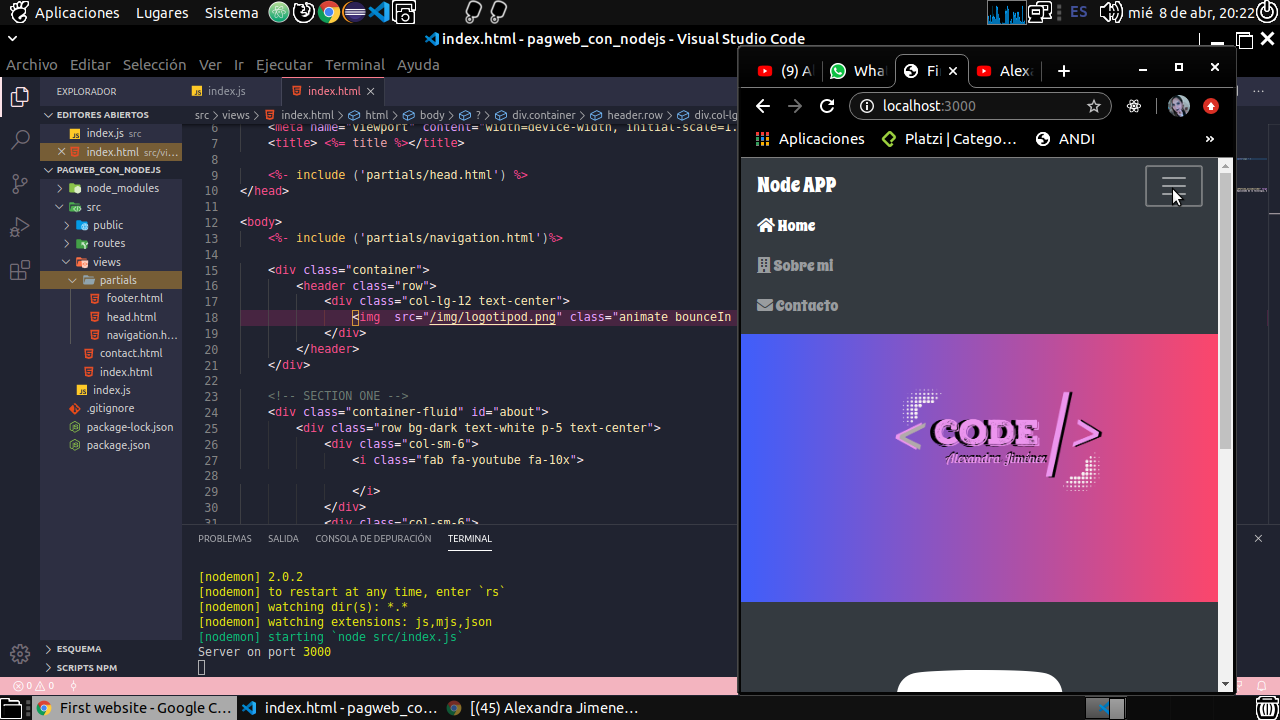 Aplicaciones Lugares Sistema ES mié 8 de abr, 20:22
index.html - pagweb_con_nodejs - Visual Studio Code
Archivo Editar Selección Ver Ir Ejecutar Terminal Ayuda
EXPLORADOR
index.js
index.html
EDITORES ABIERTOS
index.js src
index.html src/vi...
PAGWEB_CON_NODEJS
node_modules
src
public
routes
views
partials
footer.html
head.html
navigation.h...
contact.html
index.html
index.js
.gitignore
package-lock.json
package.json
ESQUEMA
SCRIPTS NPM
0 0
src > views > index.html > html > body > ? > div.container > header.row > div.col-lg
6 <meta name="viewport" content="width=device-width, initial-scale=1.
7 <title> <%= title %></title>
8
9 <%- include ('partials/head.html') %>
10 </head>
11
12 <body>
13 <%- include ('partials/navigation.html')%>
14
15 <div class="container">
16 <header class="row">
17 <div class="col-lg-12 text-center">
18 <img src="/img/logotipod.png" class="animate bounceIn
19 </div>
20 </header>
21 </div>
22
23 <!-- SECTION ONE -->
24 <div class="container-fluid" id="about">
25 <div class="row bg-dark text-white p-5 text-center">
26 <div class="col-sm-6">
27 <i class="fab fa-youtube fa-10x">
28
29 </i>
30 </div>
31 <div class="col-sm-6">
PROBLEMAS SALIDA CONSOLA DE DEPURACIÓN TERMINAL
[nodemon] 2.0.2
[nodemon] to restart at any time, enter `rs`
[nodemon] watching dir(s): *.*
[nodemon] watching extensions: js,mjs,json
[nodemon] starting `node src/index.js`
Server on port 3000
(9) A What Fi Alexa
localhost:3000
Aplicaciones Platzi | Catego... ANDI »
Node APP
Home
Sobre mi
Contacto
< CODE />
Alexandra Jiménez
First website - Google C... index.html - pagweb_co... [(45) Alexandra Jimene...